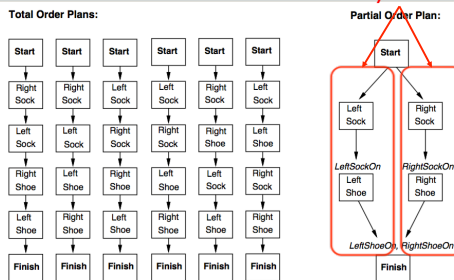 Total Order Plans:
Start Start Start Start Start Start
Right Right Left Left Right Left
Sock Sock Sock Sock Sock Sock
Left Left Right Right Right Left
Sock Sock Sock Sock Shoe Shoe
Right Left Right Left Left Right
Shoe Shoe Shoe Shoe Sock Sock
Left Right Left Right Left Right
Shoe Shoe Shoe Shoe Shoe Shoe
Finish Finish Finish Finish Finish Finish
Partial Order Plan:
Start
Left Right
Sock Sock
LeftSockOn RightSockOn
Left Right
Shoe Shoe
LeftShoeOn, RightShoeOn
Finish